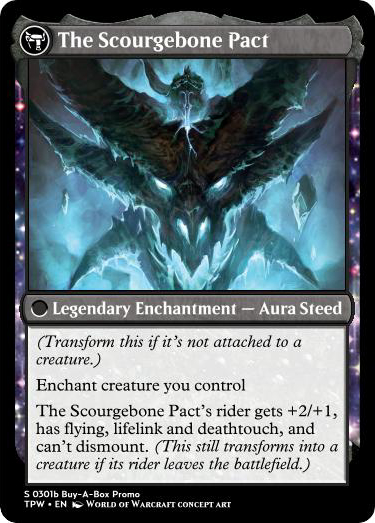 The Scourgebone Pact
Legendary Enchantment — Aura Steed
(Transform this if it's not attached to a
creature.)
Enchant creature you control
The Scourgebone Pact's rider gets +2/+1,
has flying, lifelink and deathtouch, and
can't dismount. (This still transforms into a
creature if its rider leaves the battlefield.)
S 0301b Buy-A-Box Promo
TPW • EN World of Warcraft concept art